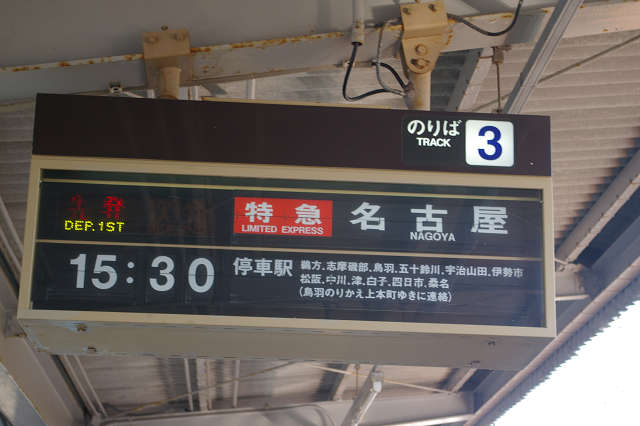 のりば
TRACK
3
先発
DEP.1ST
特急
LIMITED EXPRESS
名古屋
NAGOYA
15:30
停車駅
鵜方、志摩磯部、鳥羽、五十鈴川、宇治山田、伊勢市
松阪、中川、津、白子、四日市、桑名
(鳥羽のりかえ上本町ゆきに連絡)